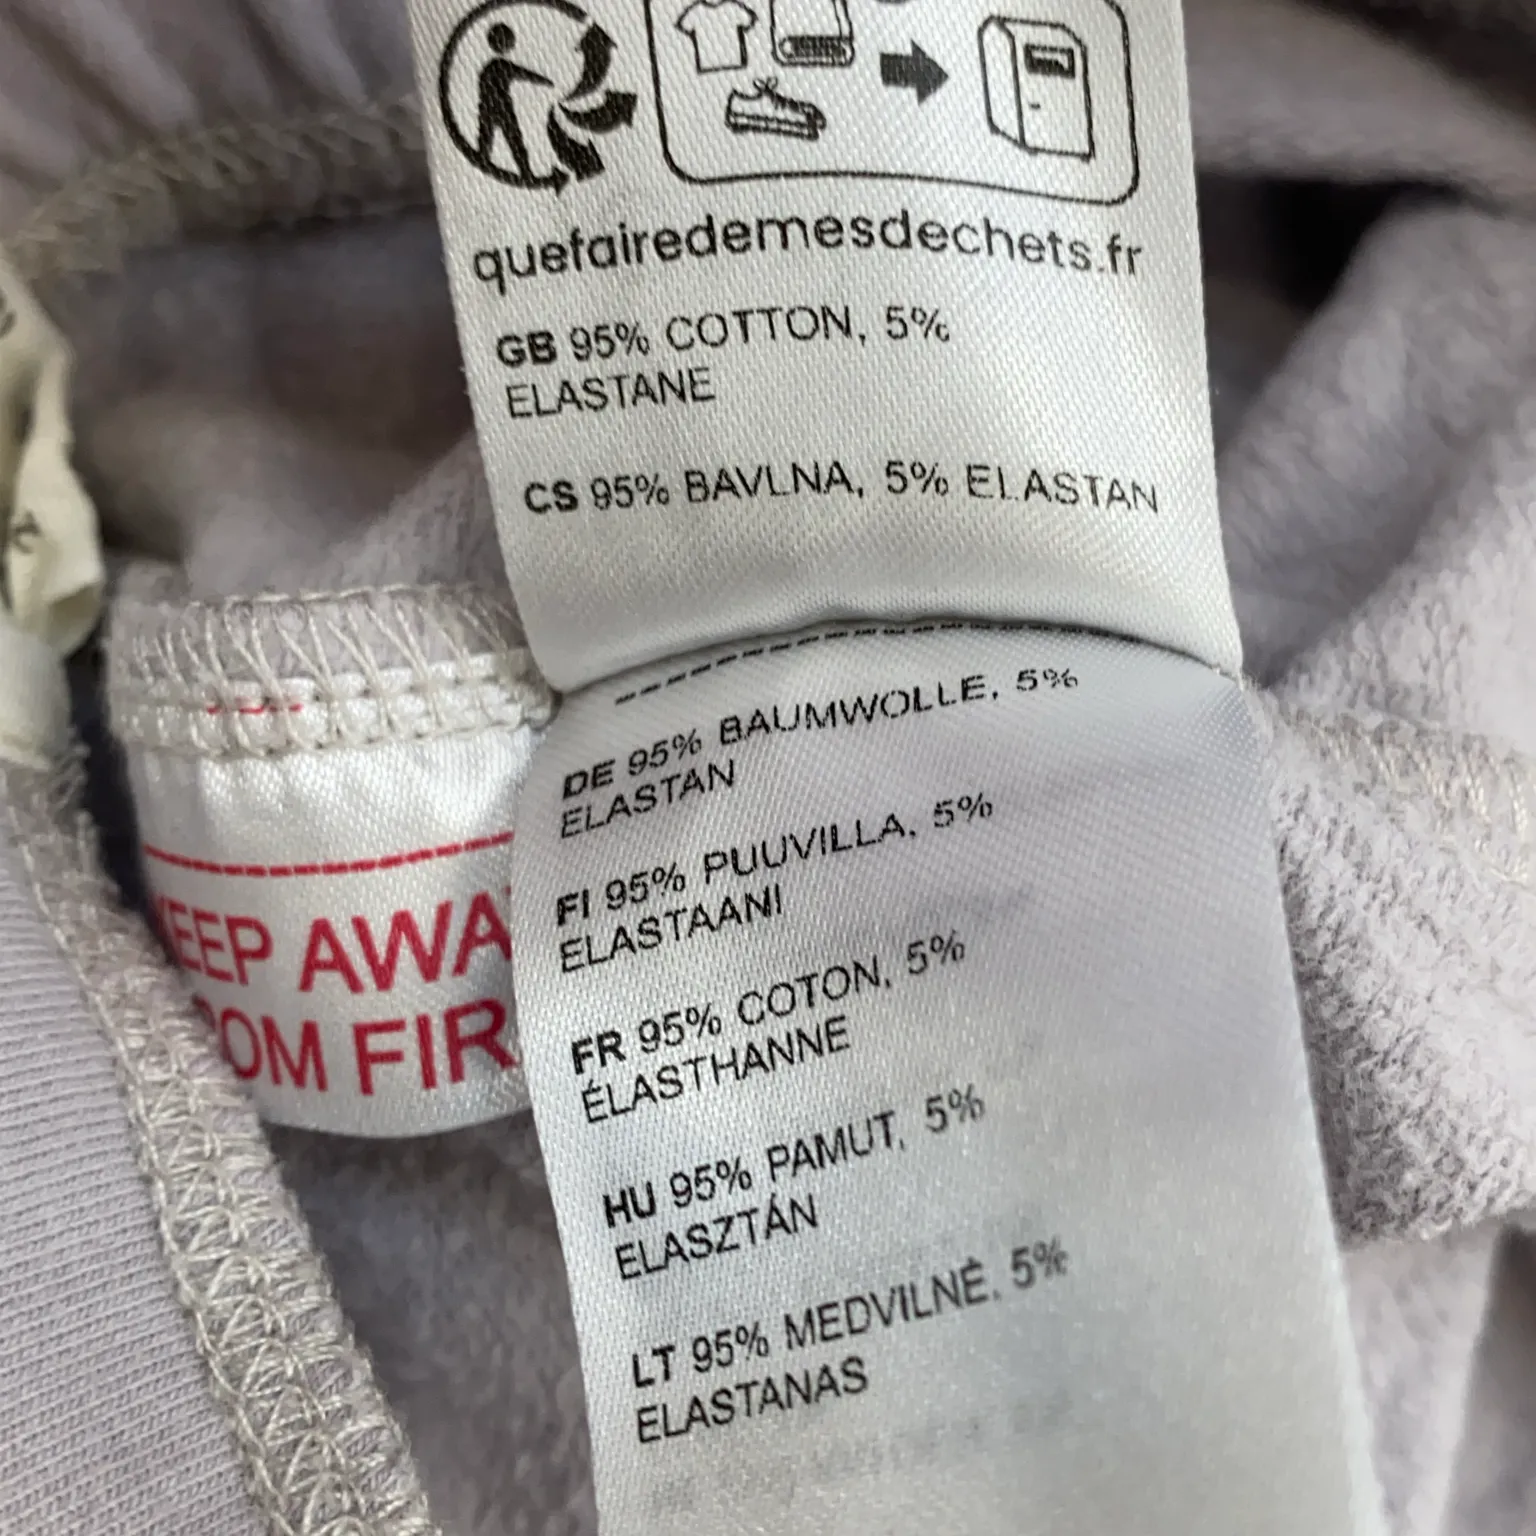 quefairedemesdechets.fr
GB 95% COTTON, 5%
ELASTANE
CS 95% BAVLNA, 5% ELASTAN
DE 95% BAUMWOLLE, 5%
ELASTAN
FI 95% PUUVILLA, 5%
ELASTAANI
FR 95% COTON, 5%
ÉLASTHANNE
HU 95% PAMUT, 5%
ELASZTÁN
LT 95% MEDVILNĖ, 5%
ELASTANAS
KEEP AWA
ROM FIR